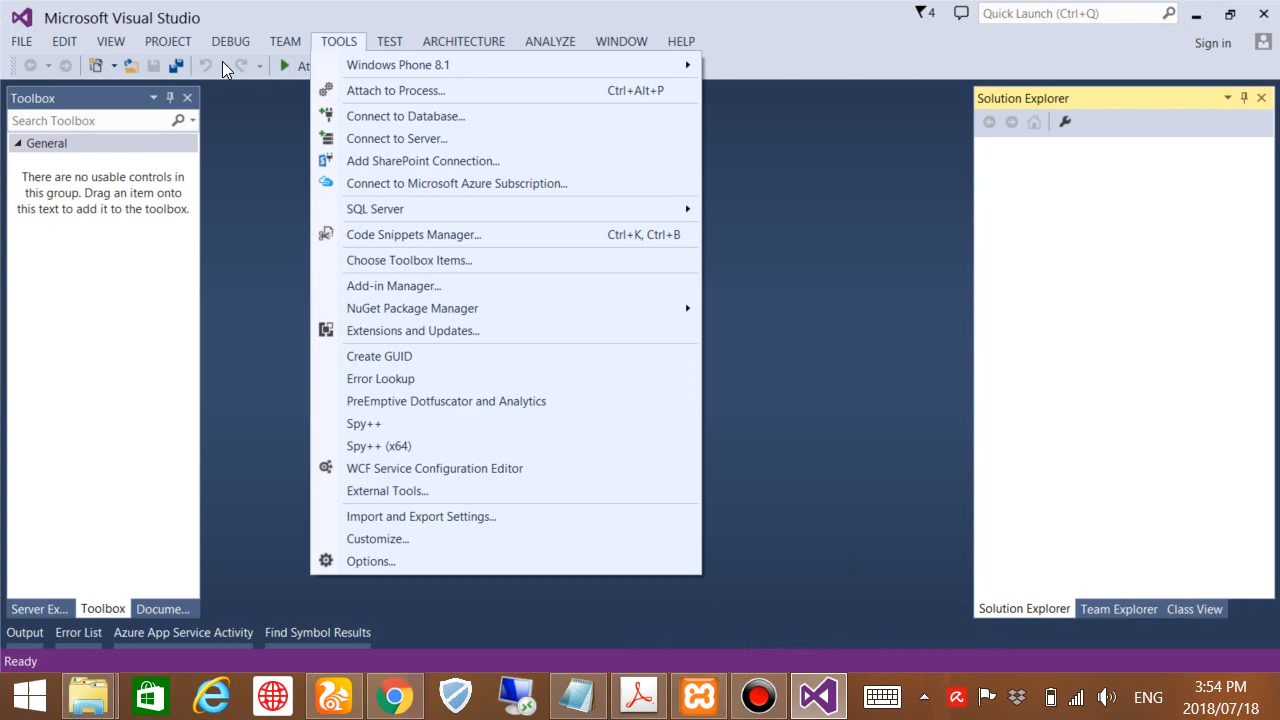 Microsoft Visual Studio
4
Quick Launch (Ctrl+Q)
FILE EDIT VIEW PROJECT DEBUG TEAM TOOLS TEST ARCHITECTURE ANALYZE WINDOW HELP
Sign in
At
Toolbox
Search Toolbox
General
There are no usable controls in
this group. Drag an item onto
this text to add it to the toolbox.
Windows Phone 8.1
Attach to Process... Ctrl+Alt+P
Connect to Database...
Connect to Server...
Add SharePoint Connection...
Connect to Microsoft Azure Subscription...
SQL Server
Code Snippets Manager... Ctrl+K, Ctrl+B
Choose Toolbox Items...
Add-in Manager...
NuGet Package Manager
Extensions and Updates...
Create GUID
Error Lookup
PreEmptive Dotfuscator and Analytics
Spy++
Spy++ (x64)
WCF Service Configuration Editor
External Tools...
Import and Export Settings...
Customize...
Options...
Solution Explorer
Server Ex... Toolbox Docume...
Solution Explorer Team Explorer Class View
Output Error List Azure App Service Activity Find Symbol Results
Ready
ENG
3:54 PM
2018/07/18